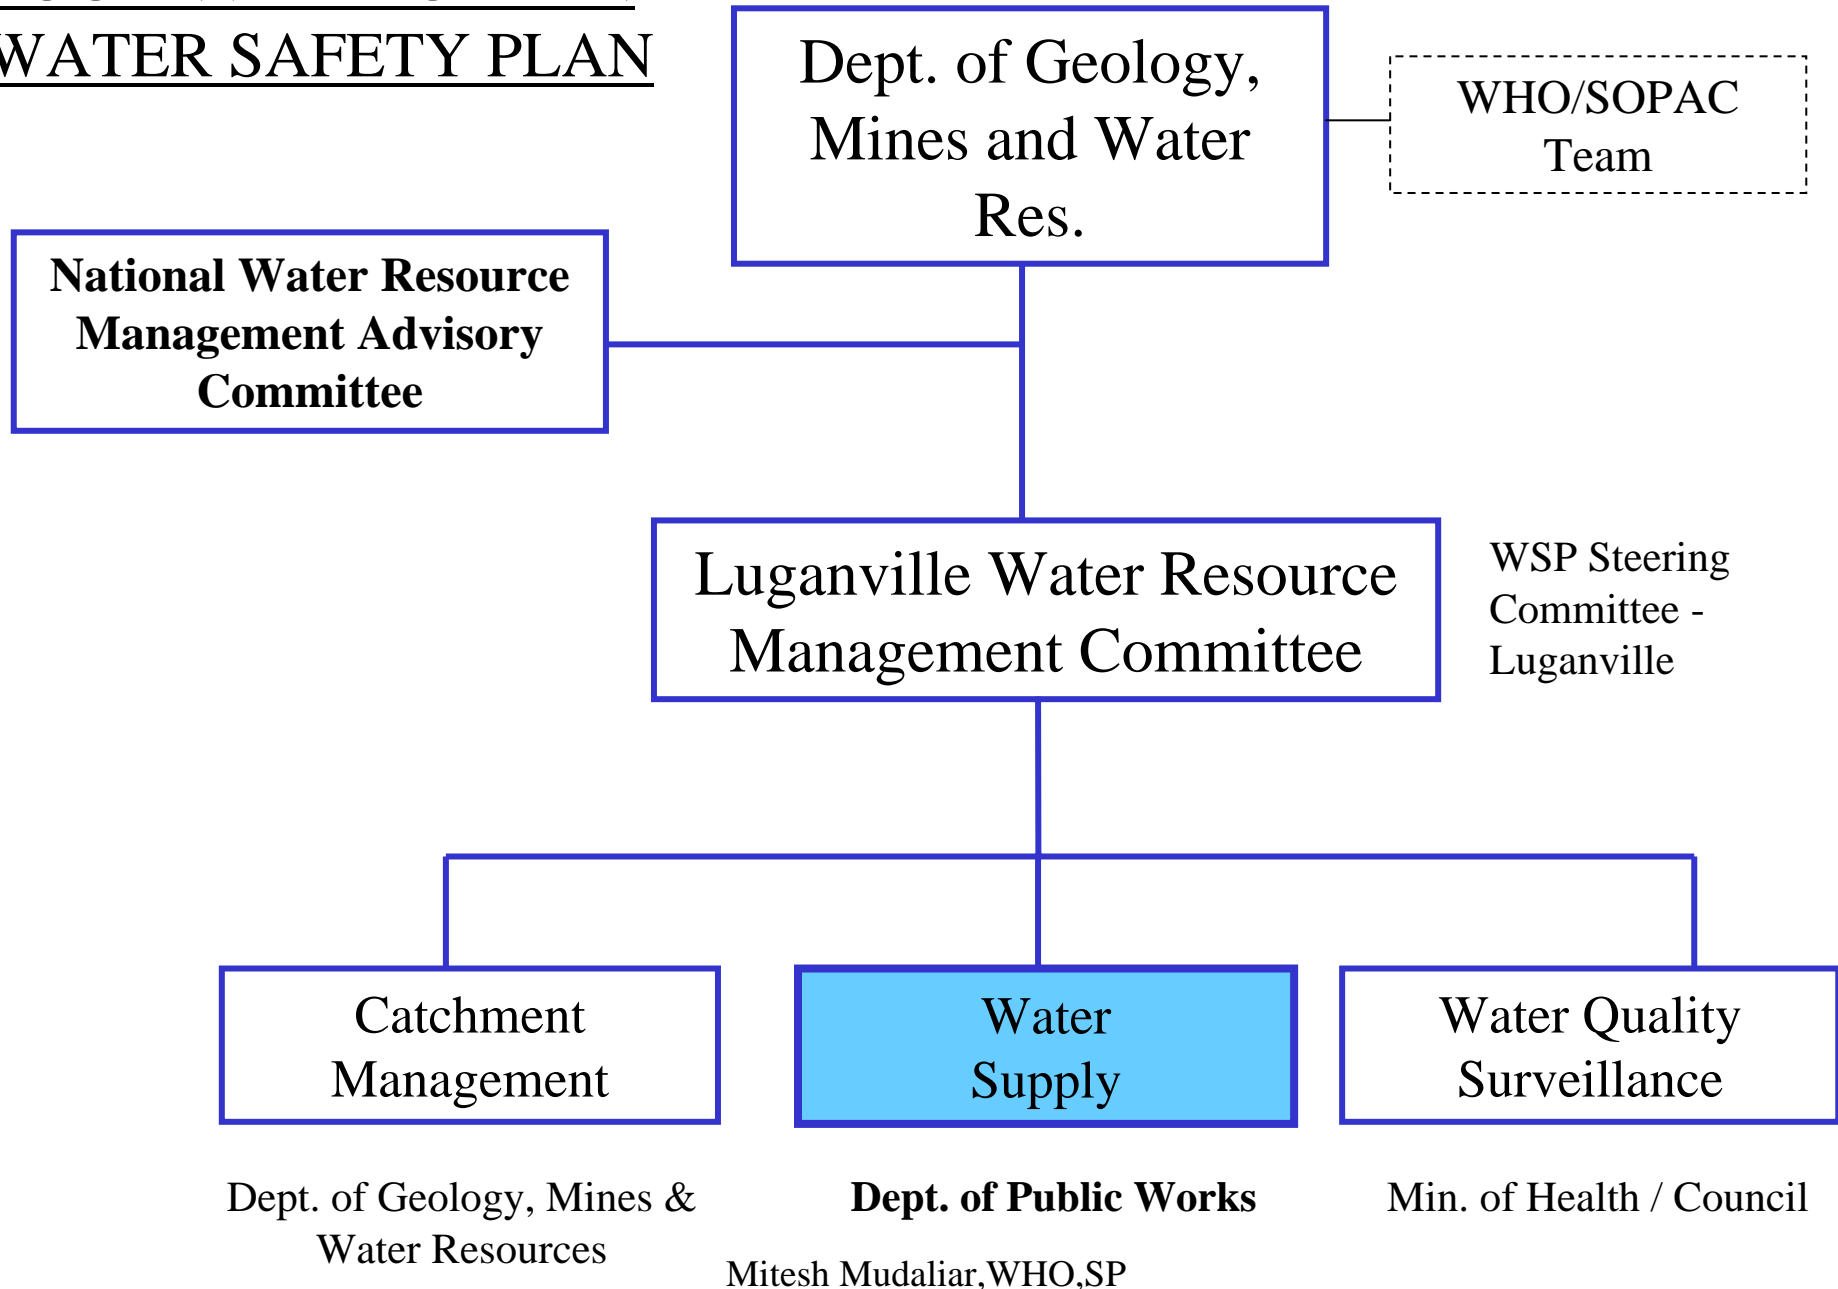 WATER SAFETY PLAN
Dept. of Geology,
Mines and Water
Res.
WHO/SOPAC
Team
National Water Resource
Management Advisory
Committee
Luganville Water Resource
Management Committee
WSP Steering
Committee -
Luganville
Catchment
Management
Water
Supply
Water Quality
Surveillance
Dept. of Geology, Mines &
Water Resources
Dept. of Public Works
Min. of Health / Council
Mitesh Mudaliar,WHO,SP